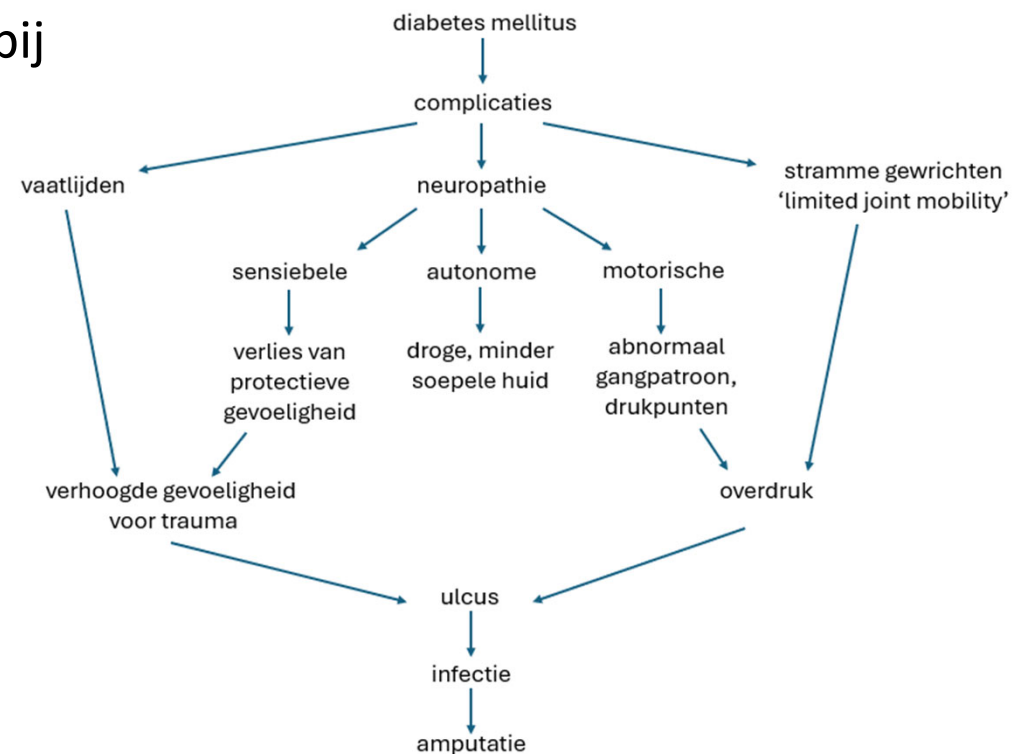 bij
diabetes mellitus
complicaties
vaatlijden
neuropathie
stramme gewrichten
‘limited joint mobility’
sensiebele
autonome
motorische
verlies van
protectieve
gevoeligheid
droge, minder
soepele huid
abnormaal
gangpatroon,
drukpunten
verhoogde gevoeligheid
voor trauma
overdruk
ulcus
infectie
amputatie